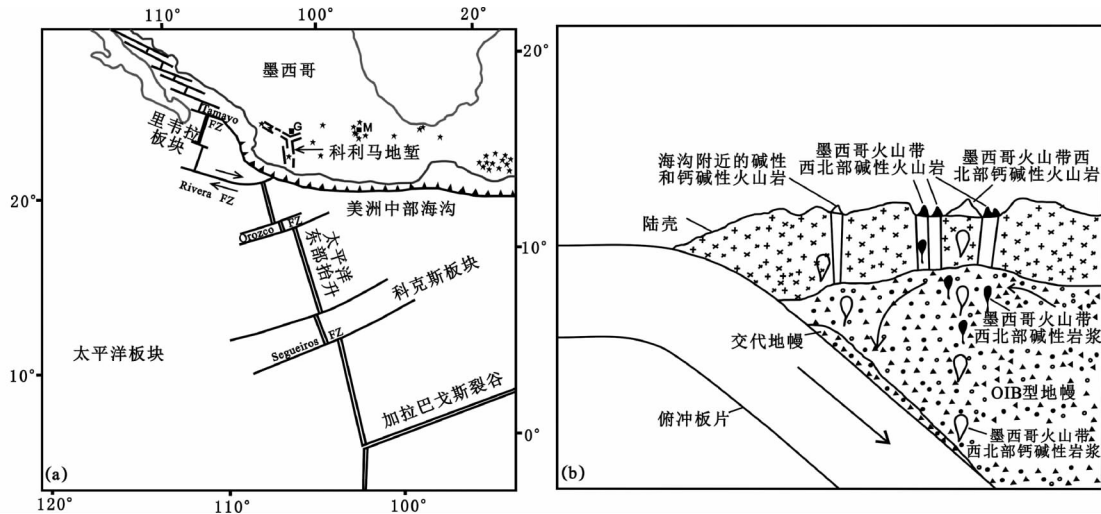 110°
100°
20°
(a)
墨西哥
20°
Tamayo
FZ
G
M
里韦拉
板块
科利马地堑
Rivera FZ
20°
美洲中部海沟
Orozco FZ
太平洋
东部抬升
10°
科克斯板块
太平洋板块
Segueiros FZ
10°
加拉巴戈斯裂谷
0°
120°
110°
100°
海沟附近的碱性
和钙碱性火山岩
墨西哥火山带
西北部碱性火山岩
墨西哥火山带西
北部钙碱性火山岩
陆壳
交代地幔
墨西哥火山带
西北部碱性岩浆
OIB型地幔
俯冲板片
墨西哥火山带
西北部钙碱性岩浆
(b)